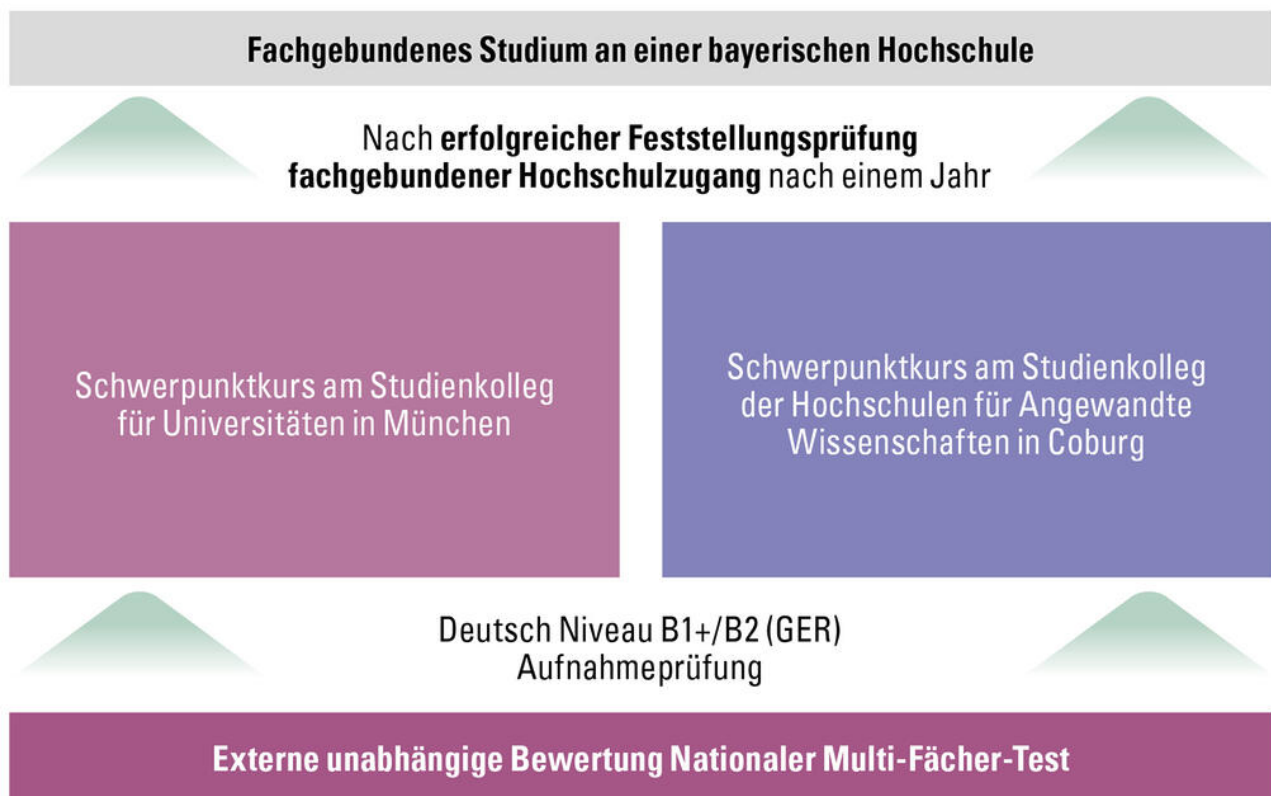 Fachgebundenes Studium an einer bayerischen Hochschule
Nach erfolgreicher Feststellungsprüfung
fachgebundener Hochschulzugang nach einem Jahr
Schwerpunktkurs am Studienkolleg
für Universitäten in München
Schwerpunktkurs am Studienkolleg
der Hochschulen für Angewandte
Wissenschaften in Coburg
Deutsch Niveau B1+/B2 (GER)
Aufnahmeprüfung
Externe unabhängige Bewertung Nationaler Multi-Fächer-Test